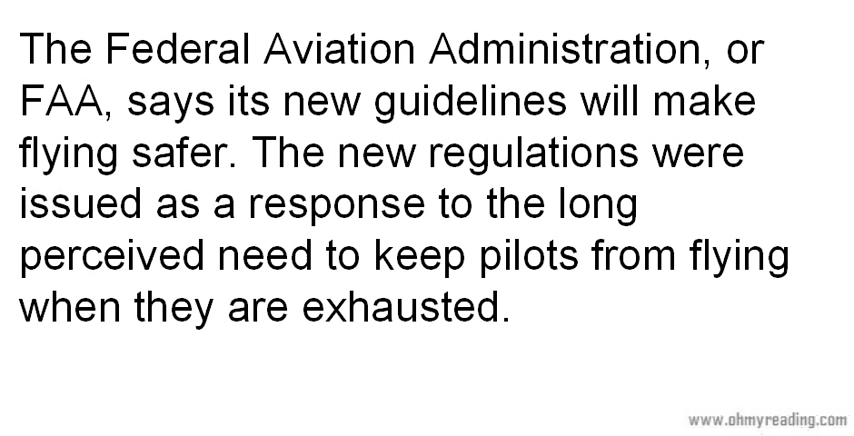 The Federal Aviation Administration, or
FAA, says its new guidelines will make
flying safer. The new regulations were
issued as a response to the long
perceived need to keep pilots from flying
when they are exhausted.
www.ohmyreading.com